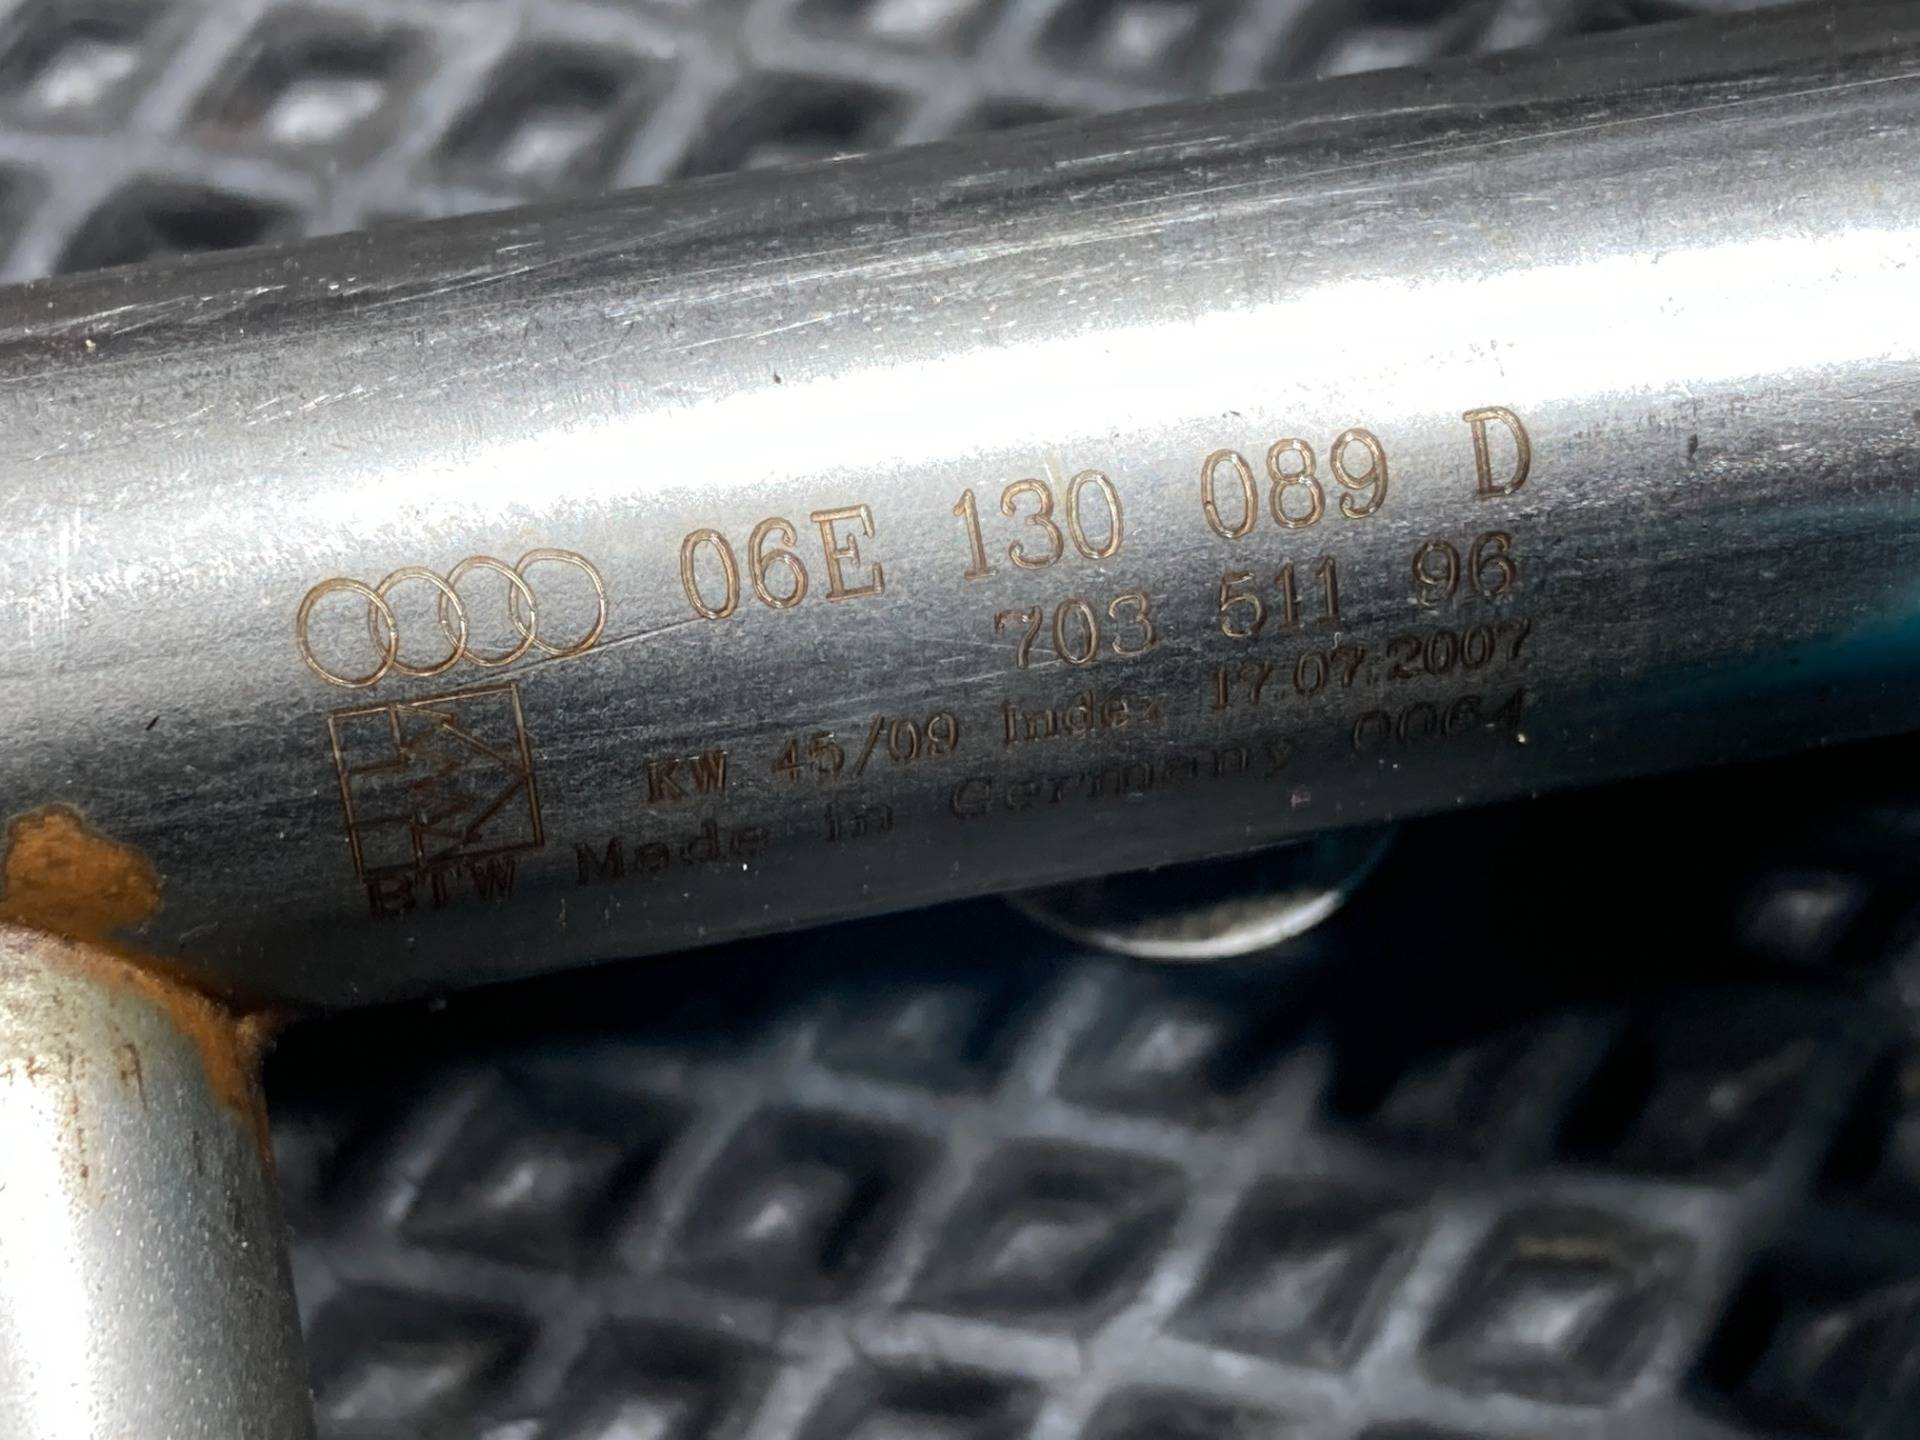 06E 130 089 D
703 511 96
KW 45/09 Index 17.07.2007
BTW Made in Germany 0064